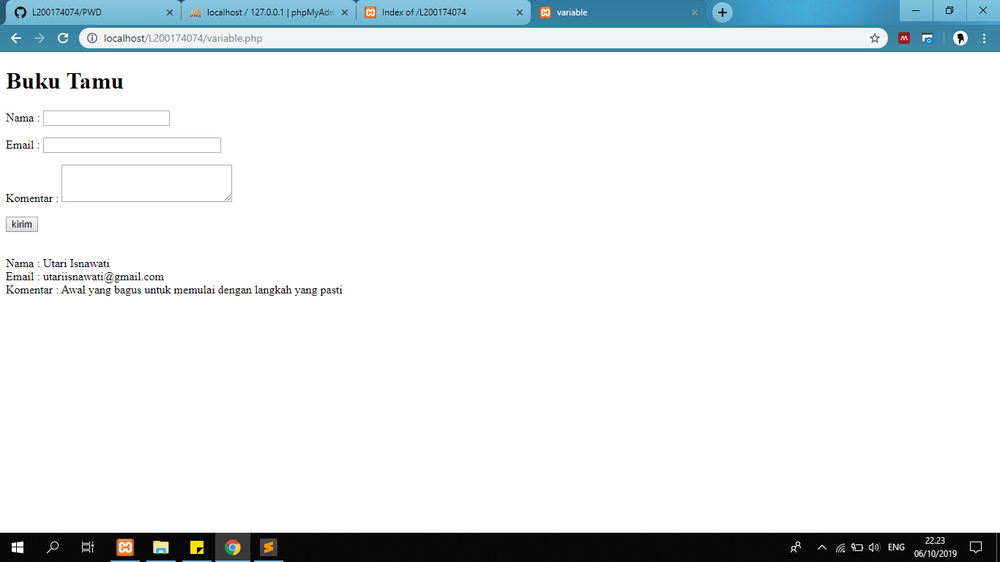 L200174074/PWD
localhost / 127.0.0.1 | phpMyAdm
Index of /L200174074
variable
localhost/L200174074/variable.php
Buku Tamu
Nama :
Email :
Komentar :
kirim
Nama : Utari Isnawati
Email : utariisnawati@gmail.com
Komentar : Awal yang bagus untuk memulai dengan langkah yang pasti
ENG
22.23
06/10/2019